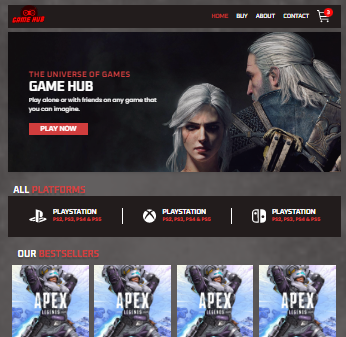 GAME HUB
HOME BUY ABOUT CONTACT 3
THE UNIVERSE OF GAMES
GAME HUB
Play alone or with friends on any game that
you can imagine.
PLAY NOW
ALL PLATFORMS
PLAYSTATION PLAYSTATION PLAYSTATION
PS2, PS3, PS4 & PS5 PS2, PS3, PS4 & PS5 PS2, PS3, PS4 & PS5
OUR BESTSELLERS
APEX APEX APEX APEX
LEGENDS LEGENDS LEGENDS LEGENDS